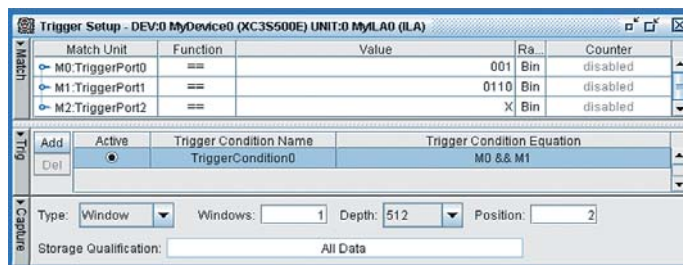 Trigger Setup - DEV:0 MyDevice0 (XC3S500E) UNIT:0 MyILA0 (ILA)
Match
Match Unit Function Value Ra... Counter
M0:TriggerPort0 == 001 Bin disabled
M1:TriggerPort1 == 0110 Bin disabled
M2:TriggerPort2 == X Bin disabled
Trig
Add Active Trigger Condition Name Trigger Condition Equation
Del TriggerCondition0 M0 && M1
Capture
Type: Window Windows: 1 Depth: 512 Position: 2
Storage Qualification: All Data